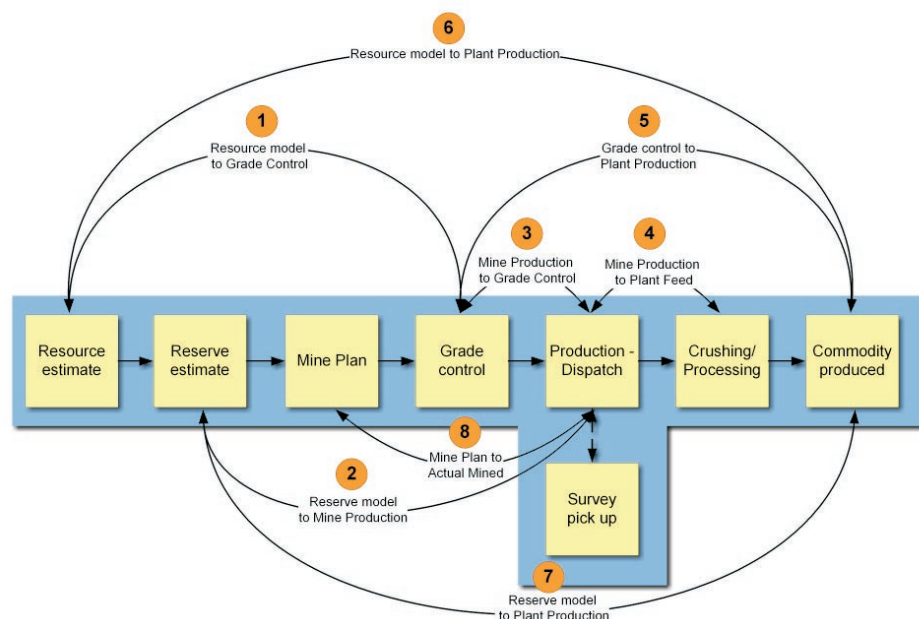 6
Resource model to Plant Production
1
Resource model
to Grade Control
5
Grade control to
Plant Production
3
Mine Production
to Grade Control
4
Mine Production
to Plant Feed
Resource
estimate
Reserve
estimate
Mine Plan
Grade
control
Production -
Dispatch
Crushing/
Processing
Commodity
produced
8
Mine Plan to
Actual Mined
2
Reserve model
to Mine Production
Survey
pick up
7
Reserve model
to Plant Production